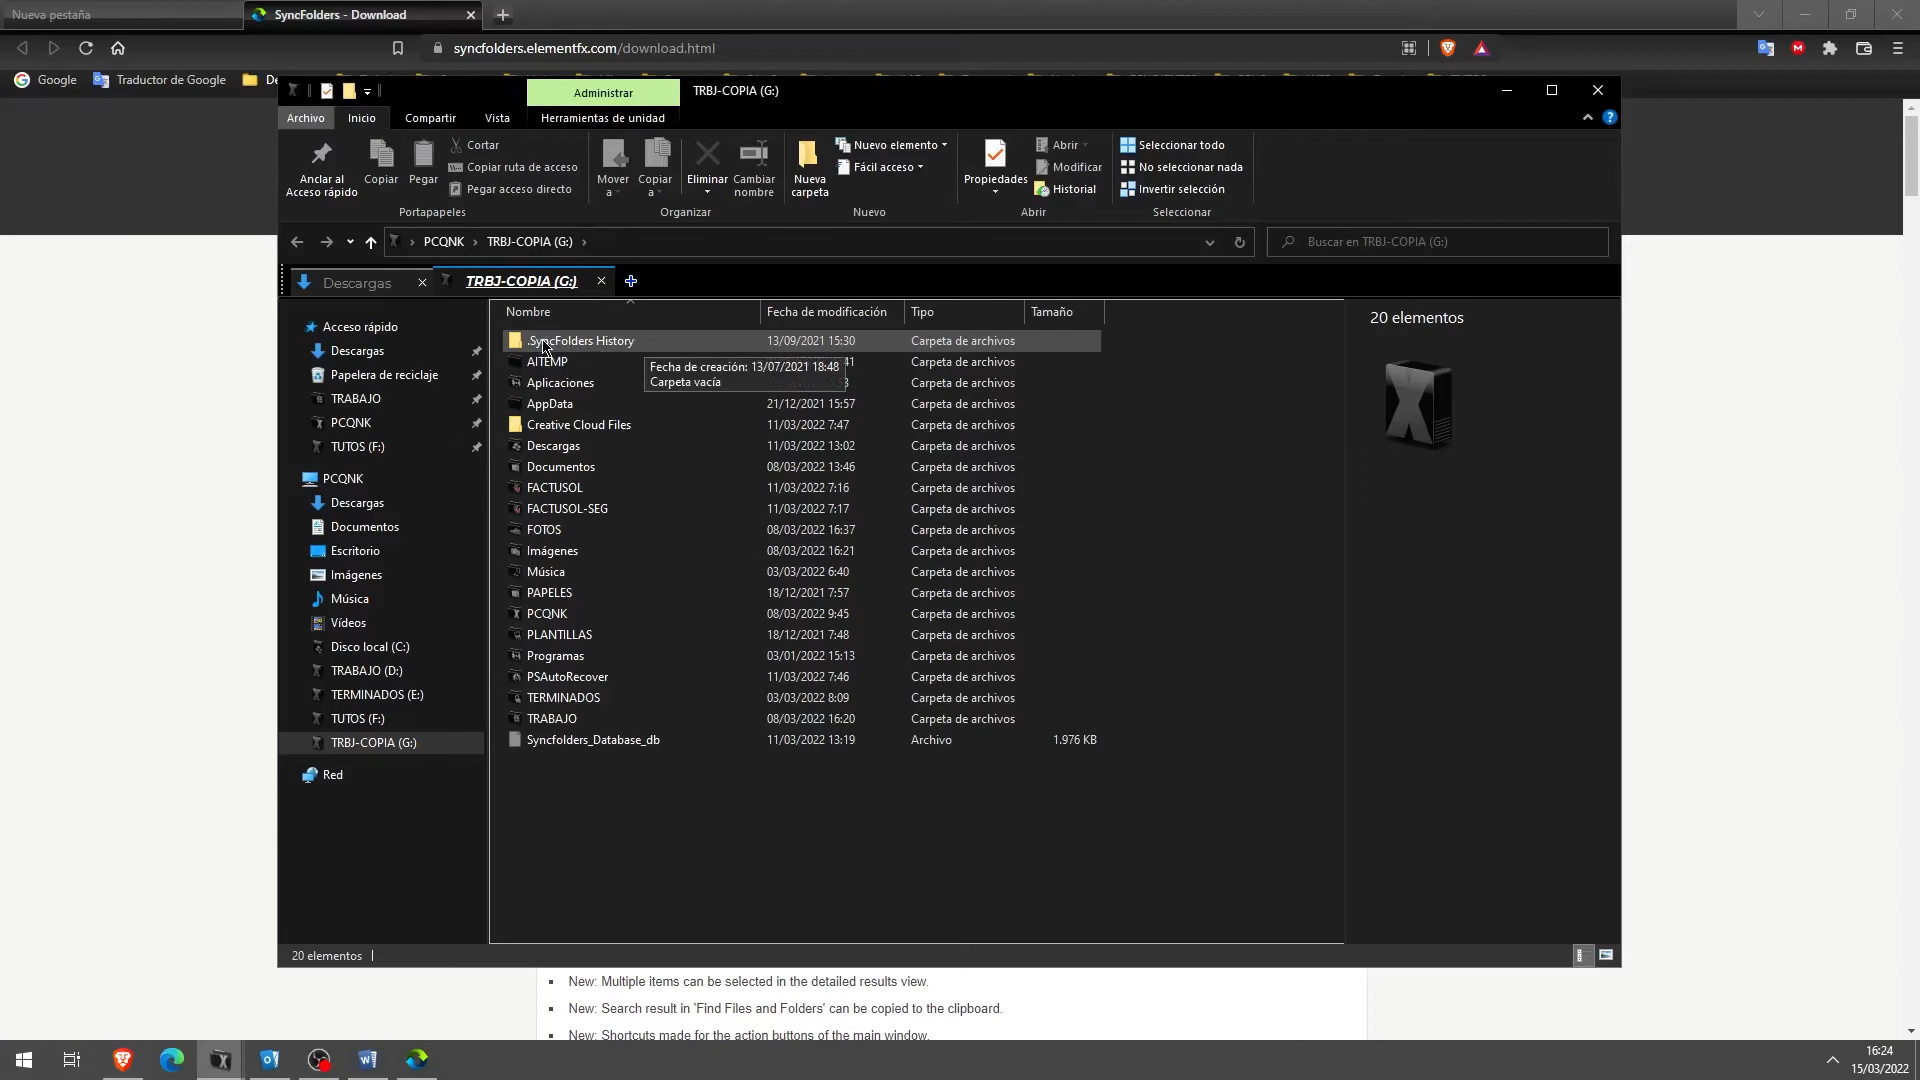 Nueva pestaña
SyncFolders - Download
syncfolders.elementfx.com/download.html
Google
Traductor de Google
De
Administrar
TRBJ-COPIA (G:)
Archivo
Inicio
Compartir
Vista
Herramientas de unidad
Anclar al
Acceso rápido
Copiar
Pegar
Cortar
Copiar ruta de acceso
Pegar acceso directo
Portapapeles
Mover
a
Copiar
a
Eliminar
Cambiar
nombre
Organizar
Nueva
carpeta
Nuevo elemento
Fácil acceso
Nuevo
Propiedades
Abrir
Modificar
Historial
Abrir
Seleccionar todo
No seleccionar nada
Invertir selección
Seleccionar
PCQNK
TRBJ-COPIA (G:)
Buscar en TRBJ-COPIA (G:)
Descargas
TRBJ-COPIA (G:)
Acceso rápido
Descargas
Papelera de reciclaje
TRABAJO
PCQNK
TUTOS (F:)
PCQNK
Descargas
Documentos
Escritorio
Imágenes
Música
Vídeos
Disco local (C:)
TRABAJO (D:)
TERMINADOS (E:)
TUTOS (F:)
TRBJ-COPIA (G:)
Red
Nombre Fecha de modificación Tipo Tamaño
.SyncFolders History 13/09/2021 15:30 Carpeta de archivos
AITEMP 41 Carpeta de archivos
Fecha de creación: 13/07/2021 18:48
Carpeta vacía
Aplicaciones Carpeta de archivos
AppData 21/12/2021 15:57 Carpeta de archivos
Creative Cloud Files 11/03/2022 7:47 Carpeta de archivos
Descargas 11/03/2022 13:02 Carpeta de archivos
Documentos 08/03/2022 13:46 Carpeta de archivos
FACTUSOL 11/03/2022 7:16 Carpeta de archivos
FACTUSOL-SEG 11/03/2022 7:17 Carpeta de archivos
FOTOS 08/03/2022 16:37 Carpeta de archivos
Imágenes 08/03/2022 16:21 Carpeta de archivos
Música 03/03/2022 6:40 Carpeta de archivos
PAPELES 18/12/2021 7:57 Carpeta de archivos
PCQNK 08/03/2022 9:45 Carpeta de archivos
PLANTILLAS 18/12/2021 7:48 Carpeta de archivos
Programas 03/01/2022 15:13 Carpeta de archivos
PSAutoRecover 11/03/2022 7:46 Carpeta de archivos
TERMINADOS 03/03/2022 8:09 Carpeta de archivos
TRABAJO 08/03/2022 16:20 Carpeta de archivos
Syncfolders_Database_db 11/03/2022 13:19 Archivo 1.976 KB
20 elementos
20 elementos
New: Multiple items can be selected in the detailed results view.
New: Search result in 'Find Files and Folders' can be copied to the clipboard.
New: Shortcuts made for the action buttons of the main window.
16:24
15/03/2022